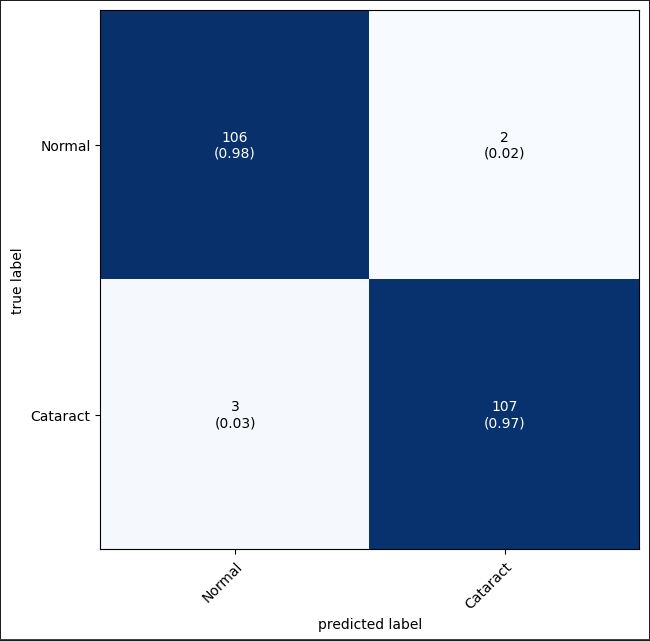 106
(0.98)
2
(0.02)
Normal
true label
3
(0.03)
107
(0.97)
Cataract
Normal
Cataract
predicted label